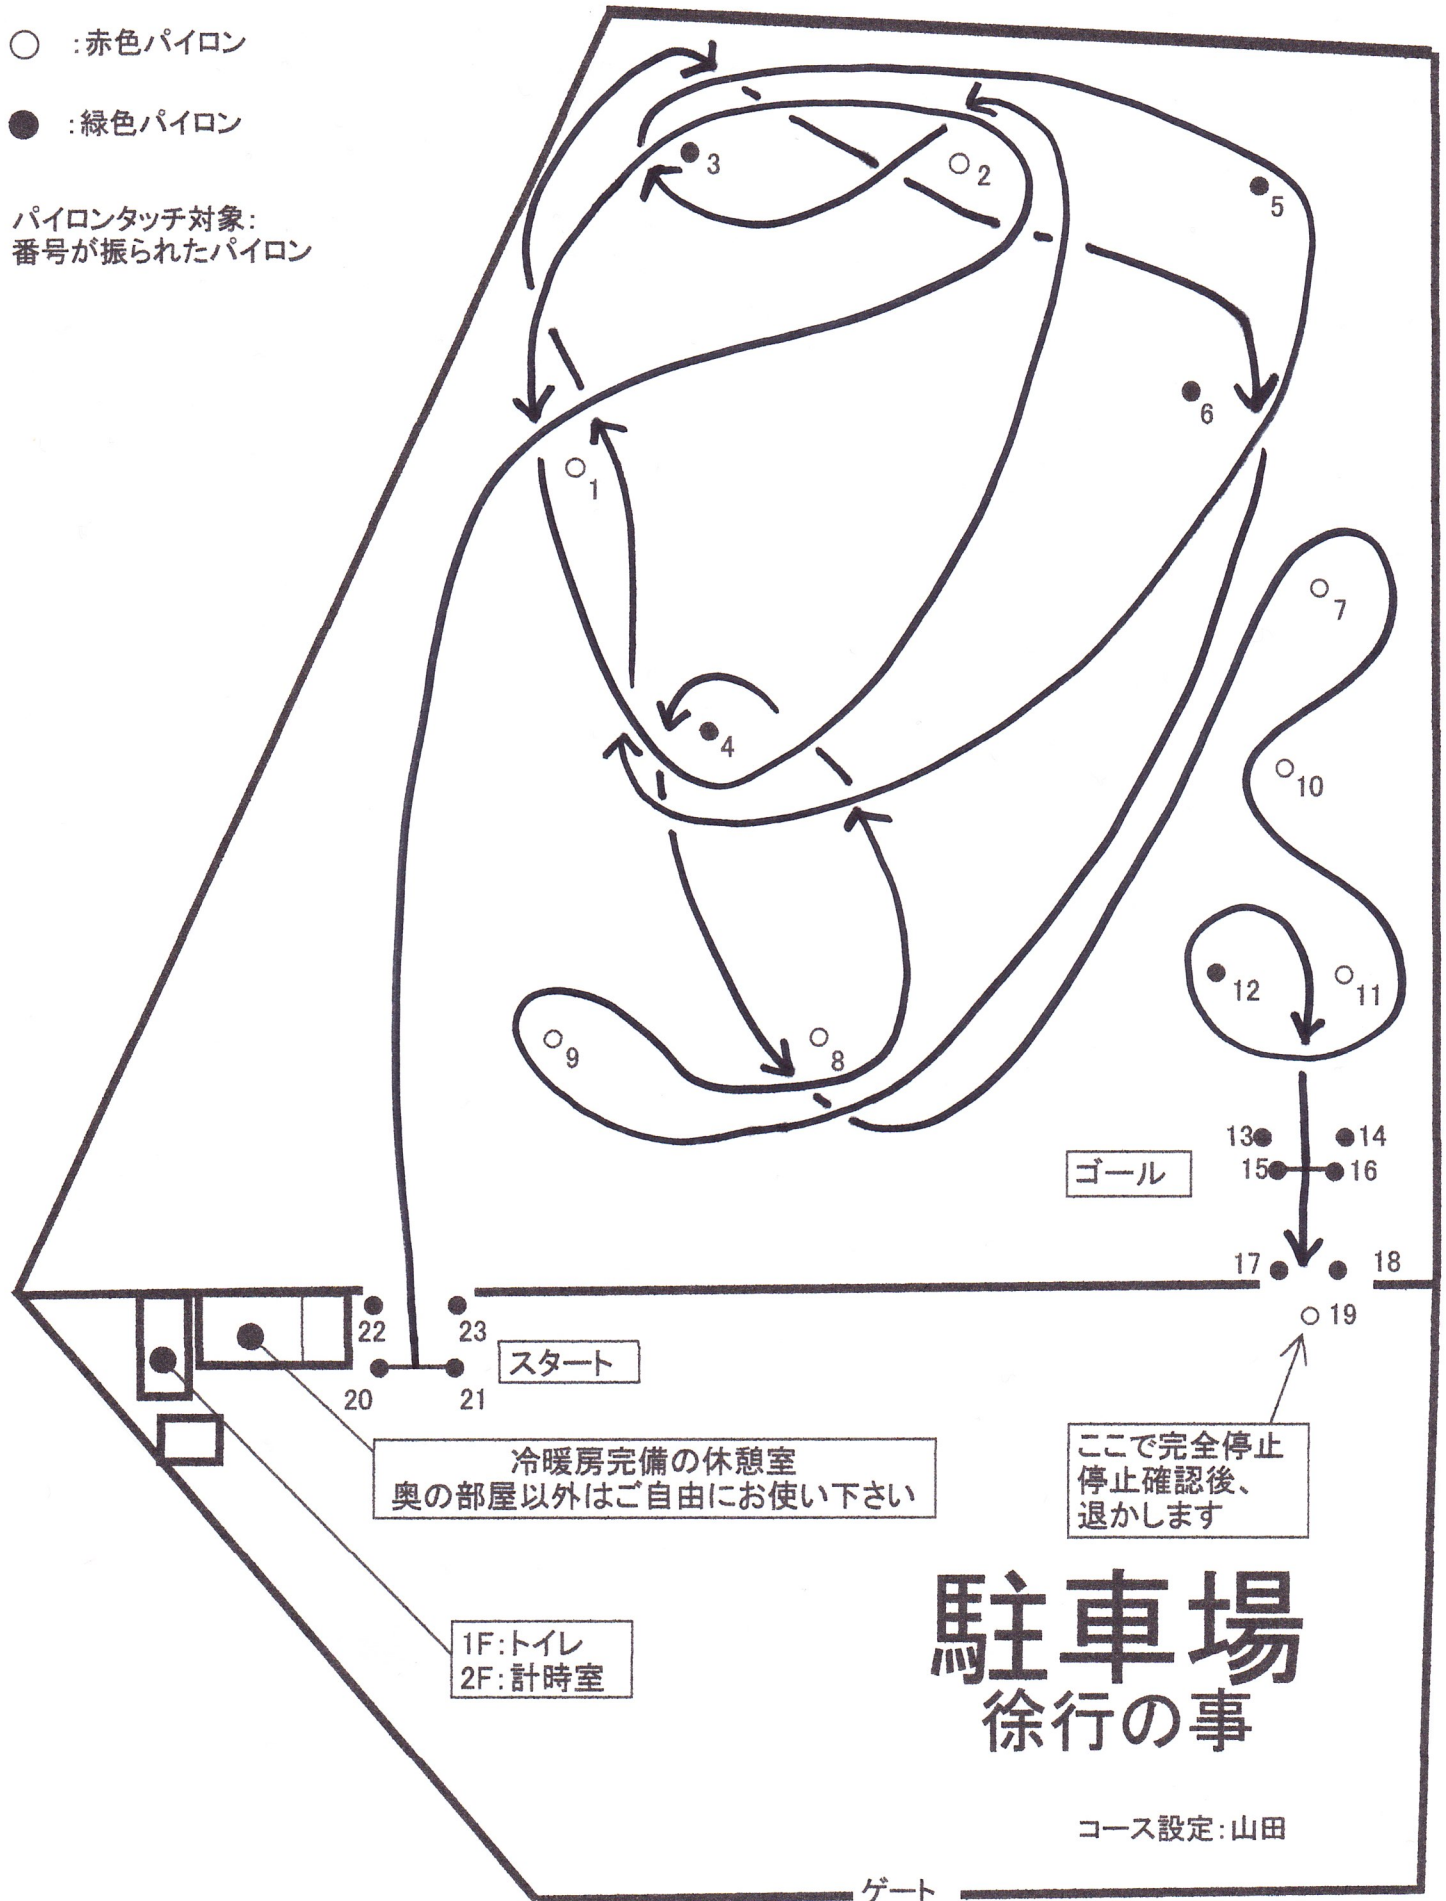 ○ :赤色パイロン
● :緑色パイロン
パイロンタッチ対象:
番号が振られたパイロン
3
2
5
6
1
7
4
10
12
11
9
8
13
14
15
16
ゴール
17
18
19
22
23
スタート
20
21
冷暖房完備の休憩室
奥の部屋以外はご自由にお使い下さい
ここで完全停止
停止確認後、
退かします
1F:トイレ
2F:計時室
駐車場
徐行の事
コース設定:山田
ゲート